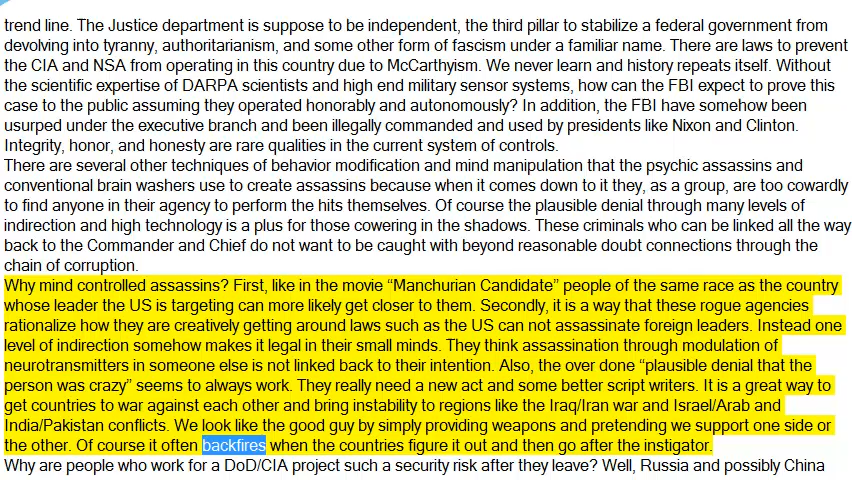 trend line. The Justice department is suppose to be independent, the third pillar to stabilize a federal government from
devolving into tyranny, authoritarianism, and some other form of fascism under a familiar name. There are laws to prevent
the CIA and NSA from operating in this country due to McCarthyism. We never learn and history repeats itself. Without
the scientific expertise of DARPA scientists and high end military sensor systems, how can the FBI expect to prove this
case to the public assuming they operated honorably and autonomously? In addition, the FBI have somehow been
usurped under the executive branch and been illegally commanded and used by presidents like Nixon and Clinton.
Integrity, honor, and honesty are rare qualities in the current system of controls.
There are several other techniques of behavior modification and mind manipulation that the psychic assassins and
conventional brain washers use to create assassins because when it comes down to it they, as a group, are too cowardly
to find anyone in their agency to perform the hits themselves. Of course the plausible denial through many levels of
indirection and high technology is a plus for those cowering in the shadows. These criminals who can be linked all the way
back to the Commander and Chief do not want to be caught with beyond reasonable doubt connections through the
chain of corruption.
Why mind controlled assassins? First, like in the movie “Manchurian Candidate” people of the same race as the country
whose leader the US is targeting can more likely get closer to them. Secondly, it is a way that these rogue agencies
rationalize how they are creatively getting around laws such as the US can not assassinate foreign leaders. Instead one
level of indirection somehow makes it legal in their small minds. They think assassination through modulation of
neurotransmitters in someone else is not linked back to their intention. Also, the over done “plausible denial that the
person was crazy” seems to always work. They really need a new act and some better script writers. It is a great way to
get countries to war against each other and bring instability to regions like the Iraq/Iran war and Israel/Arab and
India/Pakistan conflicts. We look like the good guy by simply providing weapons and pretending we support one side or
the other. Of course it often backfires when the countries figure it out and then go after the instigator.
Why are people who work for a DoD/CIA project such a security risk after they leave? Well, Russia and possibly China